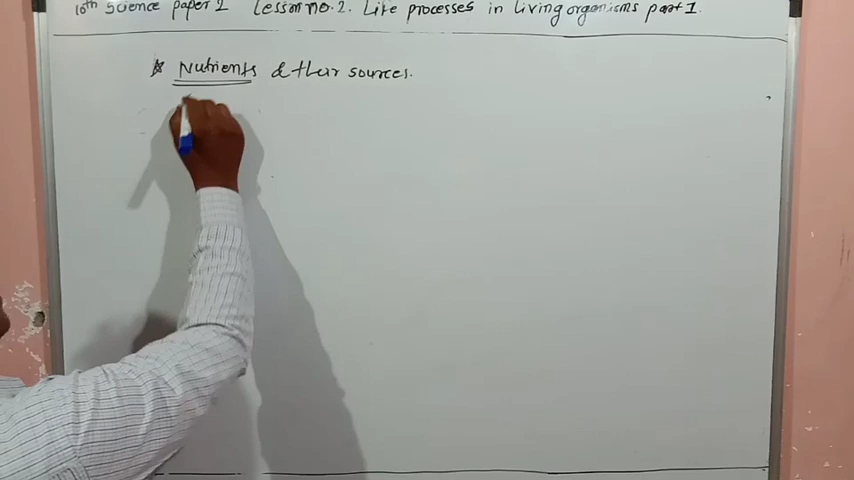 10th Science paper 2 Lesson no. 2. Life processes in living organisms part 1.
* Nutrients & their sources.